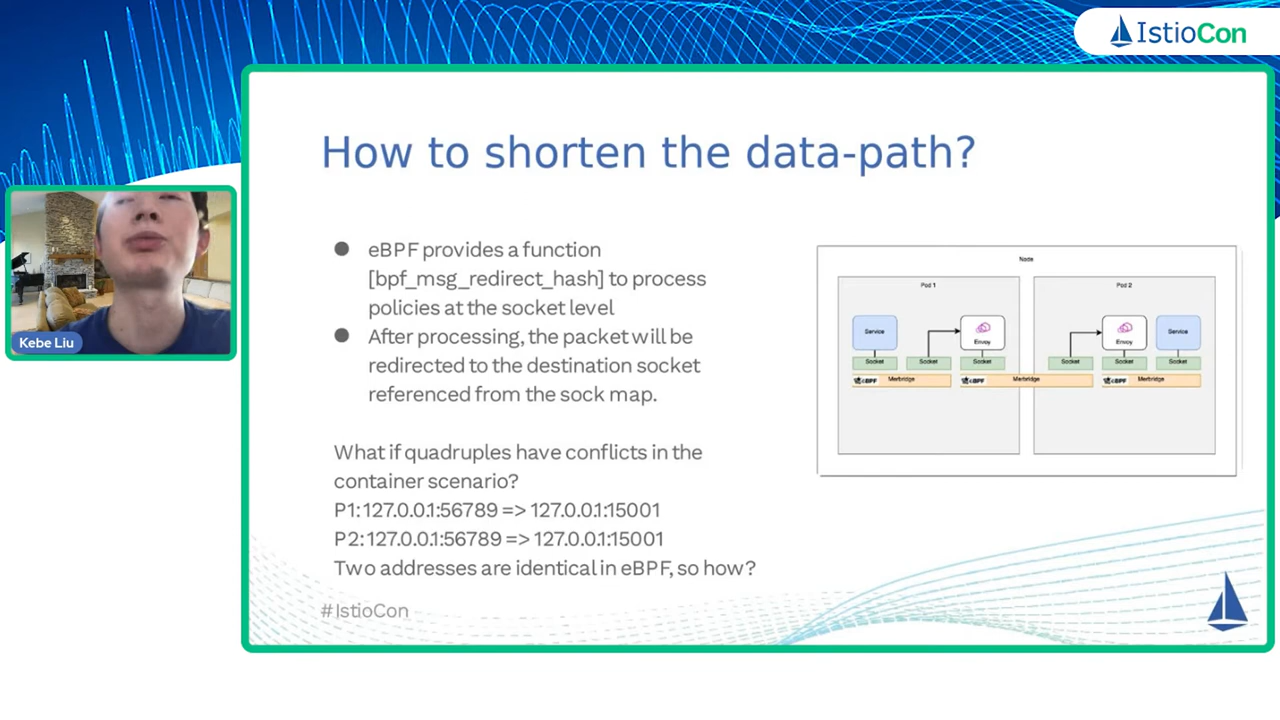 IstioCon
How to shorten the data-path?
● eBPF provides a function
[bpf_msg_redirect_hash] to process
policies at the socket level
● After processing, the packet will be
redirected to the destination socket
referenced from the sock map.
What if quadruples have conflicts in the
container scenario?
P1: 127.0.0.1:56789 => 127.0.0.1:15001
P2: 127.0.0.1:56789 => 127.0.0.1:15001
Two addresses are identical in eBPF, so how?
#IstioCon
Node
Pod 1
Pod 2
Service
Envoy
Envoy
Service
Socket
Socket
Socket
Socket
Socket
Socket
eBPF
Merbridge
eBPF
Merbridge
eBPF
Merbridge
Kebe Liu